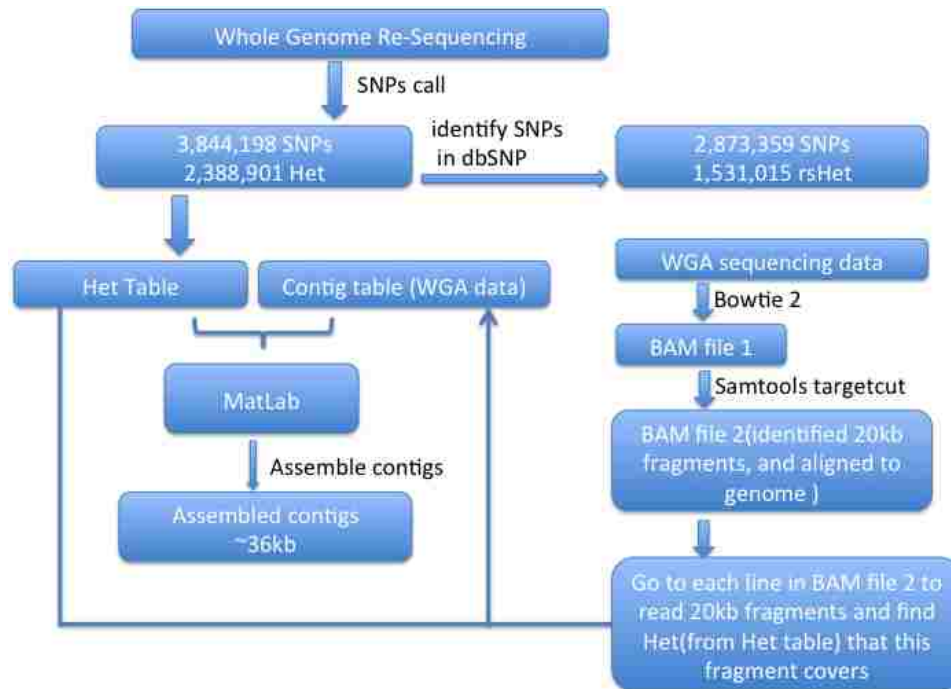 Whole Genome Re-Sequencing
SNPs call
3,844,198 SNPs
2,388,901 Het
identify SNPs
in dbSNP
2,873,359 SNPs
1,531,015 rsHet
Het Table
Contig table (WGA data)
MatLab
Assemble contigs
Assembled contigs
~36kb
WGA sequencing data
Bowtie 2
BAM file 1
Samtools targetcut
BAM file 2(identified 20kb
fragments, and aligned to
genome )
Go to each line in BAM file 2 to
read 20kb fragments and find
Het(from Het table) that this
fragment covers